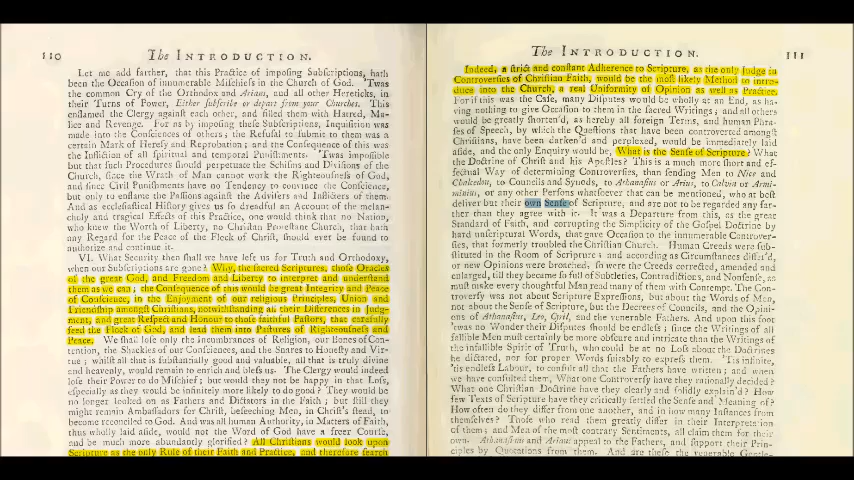 110
The INTRODUCTION.
Let me add farther, that this Practice of imposing Subscriptions, hath
been the Occasion of innumerable Mischiefs in the Church of God. 'Twas
the common Cry of the Orthodox and Arians, and all other Hereticks, in
their Turns of Power, Either subscribe or depart from your Churches. This
enslamed the Clergy against each other, and filled them with Hatred, Ma-
lice and Revenge. For as by imposing these Subscriptions, Inquisition was
made into the Consciences of others; the Refusal to submit to them was a
certain Mark of Heresy and Reprobation; and the Consequence of this was
the Infliction of all spiritual and temporal Punishments. 'Twas impossible
but that such Procedures should perpetuate the Schisms and Divisions of the
Church, since the Wrath of Man cannot work the Righteousness of God,
and since Civil Punishments have no Tendency to convince the Conscience,
but only to enflame the Passions against the Advisers and Inflicters of them.
And as ecclesiastical History gives us so dreadful an Account of the melan-
choly and tragical Effects of this Practice, one would think that no Nation,
who knew the Worth of Liberty, no Christian Protestant Church, that hath
any Regard for the Peace of the Flock of Christ, should ever be found to
authorize and continue it.
VI. What Security then shall we have left us for Truth and Orthodoxy,
when our Subscriptions are gone? Why, the sacred Scriptures, those Oracles
of the great God, and Freedom and Liberty to interpret and understand
them as we can; the Consequence of this would be great Integrity and Peace
of Conscience, in the Enjoyment of our religious Principles, Union and
Friendship amongst Christians, notwithstanding all their Differences in Judg-
ment, and great Respect and Honour to those faithful Pastors, that carefully
feed the Flock of God, and lead them into Pastures of Righteousness and
Peace. We shall lose only the incumbrances of Religion, our Bones of Con-
tention, the Shackles of our Consciences, and the Snares to Honesty and Vir-
tue; whilst all that is substantially good and valuable, all that is truly divine
and heavenly, would remain to enrich and bless us. The Clergy would indeed
lose their Power to do Mischief; but would they not be happy in that Loss,
especially as they would be infinitely more likely to do good? They would be
no longer looked on as Fathers and Dictators in the Faith; but still they
might remain Ambassadors for Christ, beseeching Men, in Christ's stead, to
become reconciled to God. And was all human Authority, in Matters of Faith,
thus wholly laid aside, would not the Word of God have a freer Course,
and be much more abundantly glorified? All Christians would look upon
Scripture as the only Rule of their Faith and Practice, and therefore search
The INTRODUCTION.
111
Indeed, a strict and constant Adherence to Scripture, as the only Judge in
Controversies of Christian Faith, would be the most likely Method to intro-
duce into the Church, a real Uniformity of Opinion as well as Practice.
For if this was the Case, many Disputes would be wholly at an End, as ha-
ving nothing to give Occasion to them in the sacred Writings; and all others
would be greatly shorten'd, as hereby all foreign Terms, and human Phra-
ses of Speech, by which the Questions that have been controverted amongst
Christians, have been darken'd and perplexed, would be immediately laid
aside, and the only Enquiry would be, What is the Sense of Scripture? What
the Doctrine of Christ and his Apostles? This is a much more short and ef-
fectual Way of determining Controversies, than sending Men to Nice and
Chalcedon, to Councils and Synods, to Athanasius or Arius, to Calvin or Armi-
nius, or any other Persons whatsoever that can be mentioned, who at best
deliver but their own Sense of Scripture, and are not to be regarded any far-
ther than they agree with it. It was a Departure from this, as the great
Standard of Faith, and corrupting the Simplicity of the Gospel Doctrine by
hard unscriptural Words, that gave Occasion to the innumerable Controver-
sies, that formerly troubled the Christian Church. Human Creeds were sub-
stituted in the Room of Scripture; and according as Circumstances differ'd,
or new Opinions were broached, so were the Creeds corrected, amended and
enlarged, till they became so full of Subtleties, Contradictions, and Nonsense, as
must make every thoughtful Man read many of them with Contempt. The Con-
troversy was not about Scripture Expressions, but about the Words of Men,
not about the Sense of Scripture, but the Decrees of Councils, and the Opini-
ons of Athanasius, Leo, Cyril, and the venerable Fathers. And upon this foot
'twas no Wonder their Disputes should be endless; since the Writings of all
fallible Men must certainly be more obscure and intricate than the Writings of
the infallible Spirit of Truth, who could be at no Loss about the Doctrines
he dictated, nor for proper Words suitably to express them. 'Tis infinite,
'tis endless Labour, to consult all that the Fathers have written; and when
we have consulted them, What one Controversy have they rationally decided?
What one Christian Doctrine have they clearly and solidly explain'd? How
few Texts of Scripture have they critically settled the Sense and Meaning of?
How often do they differ from one another, and in how many Instances from
themselves? Those who read them greatly differ in their Interpretation
of them; and Men of the most contrary Sentiments, all claim them for their
own. Athanasians and Arians appeal to the Fathers, and support their Prin-
ciples by Quotations from them. And are these the venerable Gentle-